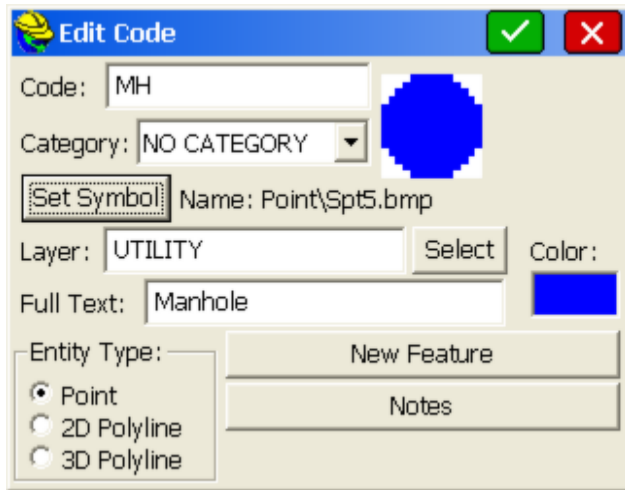 Edit Code
Code: MH
Category: NO CATEGORY
Set Symbol Name: Point\Spt5.bmp
Layer: UTILITY Select Color:
Full Text: Manhole
Entity Type: New Feature
Point Notes
2D Polyline
3D Polyline